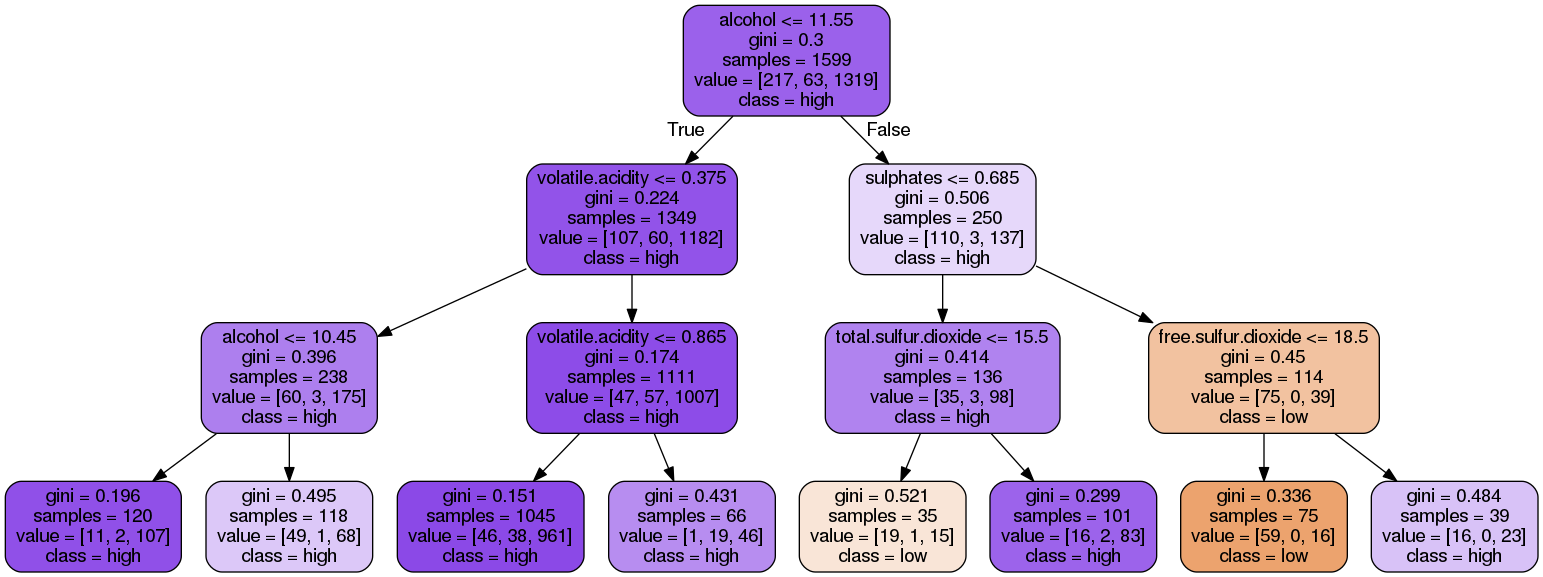 alcohol <= 11.55
gini = 0.3
samples = 1599
value = [217, 63, 1319]
class = high
True
False
volatile.acidity <= 0.375
gini = 0.224
samples = 1349
value = [107, 60, 1182]
class = high
sulphates <= 0.685
gini = 0.506
samples = 250
value = [110, 3, 137]
class = high
alcohol <= 10.45
gini = 0.396
samples = 238
value = [60, 3, 175]
class = high
volatile.acidity <= 0.865
gini = 0.174
samples = 1111
value = [47, 57, 1007]
class = high
total.sulfur.dioxide <= 15.5
gini = 0.414
samples = 136
value = [35, 3, 98]
class = high
free.sulfur.dioxide <= 18.5
gini = 0.45
samples = 114
value = [75, 0, 39]
class = low
gini = 0.196
samples = 120
value = [11, 2, 107]
class = high
gini = 0.495
samples = 118
value = [49, 1, 68]
class = high
gini = 0.151
samples = 1045
value = [46, 38, 961]
class = high
gini = 0.431
samples = 66
value = [1, 19, 46]
class = high
gini = 0.521
samples = 35
value = [19, 1, 15]
class = low
gini = 0.299
samples = 101
value = [16, 2, 83]
class = high
gini = 0.336
samples = 75
value = [59, 0, 16]
class = low
gini = 0.484
samples = 39
value = [16, 0, 23]
class = high